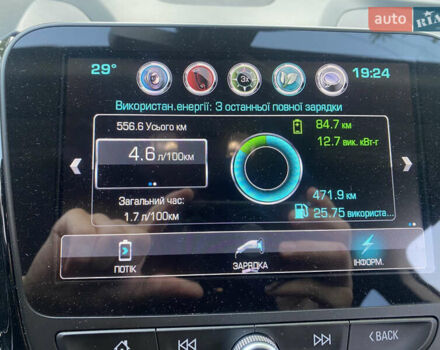 auto RIA
29° 19:24
3x
Використан.енергії: З останньої повної зарядки
556.6 Усього км
84.7 км
12.7 вик. кВт-г
4.6 л/100км
Загальний час:
1.7 л/100км
471.9 км
25.75 використа...
ПОТІК
ЗАРЯДКА
ІНФОРМ.
BACK